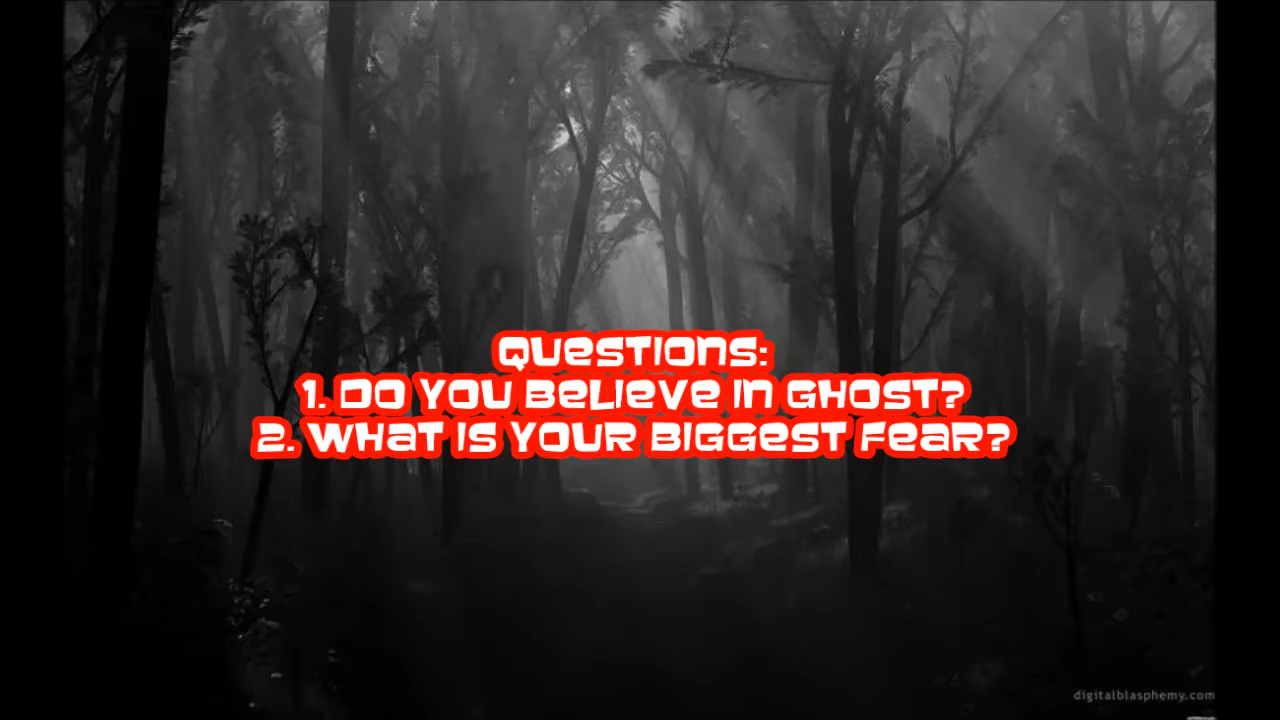 QUESTIONS:
1. DO YOU BELIEVE IN GHOST?
2. WHAT IS YOUR BIGGEST FEAR?
digitalblasphemy.com